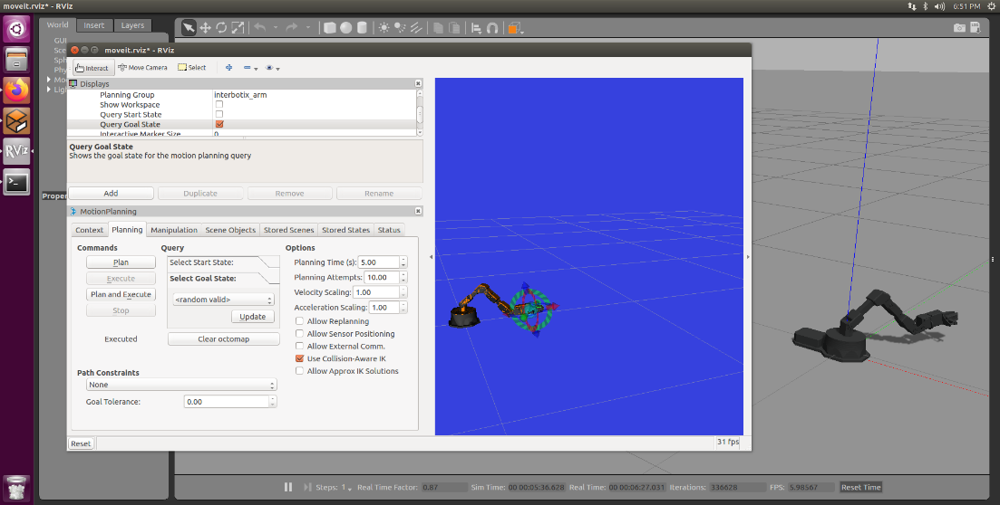 moveit.rviz* - RViz
6:51 PM
World Insert Layers
GUI
Sce
Sph
Phy
Mo
Ligh
Proper
moveit.rviz* - RViz
Interact Move Camera Select
Displays
Planning Group interbotix_arm
Show Workspace
Query Start State
Query Goal State
Interactive Marker Size 0
Query Goal State
Shows the goal state for the motion planning query
Add Duplicate Remove Rename
MotionPlanning
Context Planning Manipulation Scene Objects Stored Scenes Stored States Status
Commands Query Options
Plan Select Start State: Planning Time (s): 5.00
Execute Select Goal State: Planning Attempts: 10.00
Plan and Execute <random valid> Velocity Scaling: 1.00
Stop Update Acceleration Scaling: 1.00
Allow Replanning
Allow Sensor Positioning
Executed Clear octomap Allow External Comm.
Use Collision-Aware IK
Allow Approx IK Solutions
Path Constraints
None
Goal Tolerance: 0.00
Reset 31 fps
RViz
Steps: 1 Real Time Factor: 0.87 Sim Time: 00 00:05:36.628 Real Time: 00 00:06:27.031 Iterations: 336628 FPS: 5.98567 Reset Time